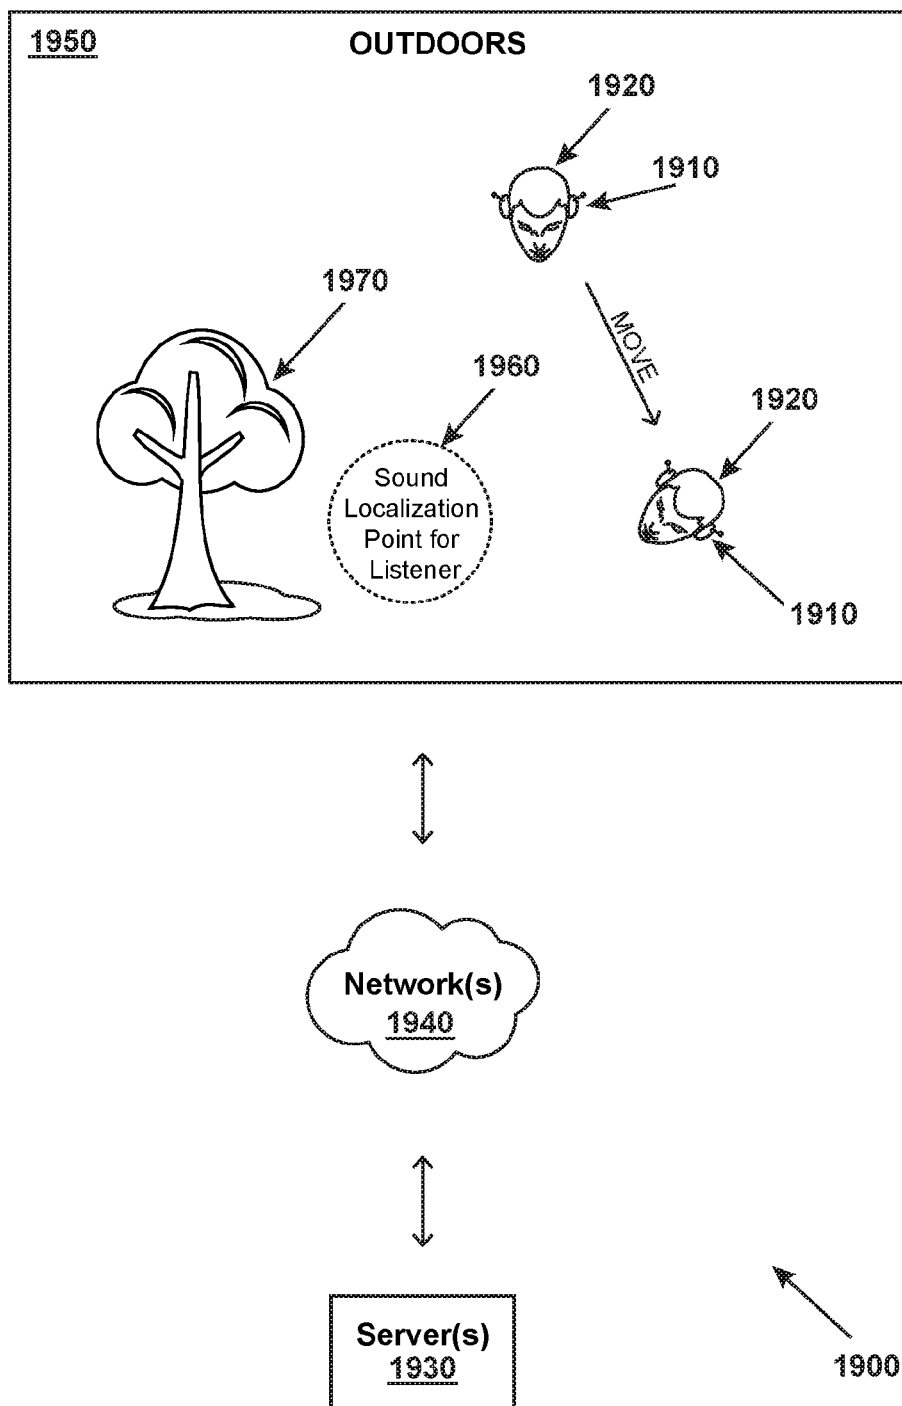 1950
OUTDOORS
1920
1910
1970
MOVE
1960
1920
Sound
Localization
Point for
Listener
1910
Network(s)
1940
Server(s)
1930
1900